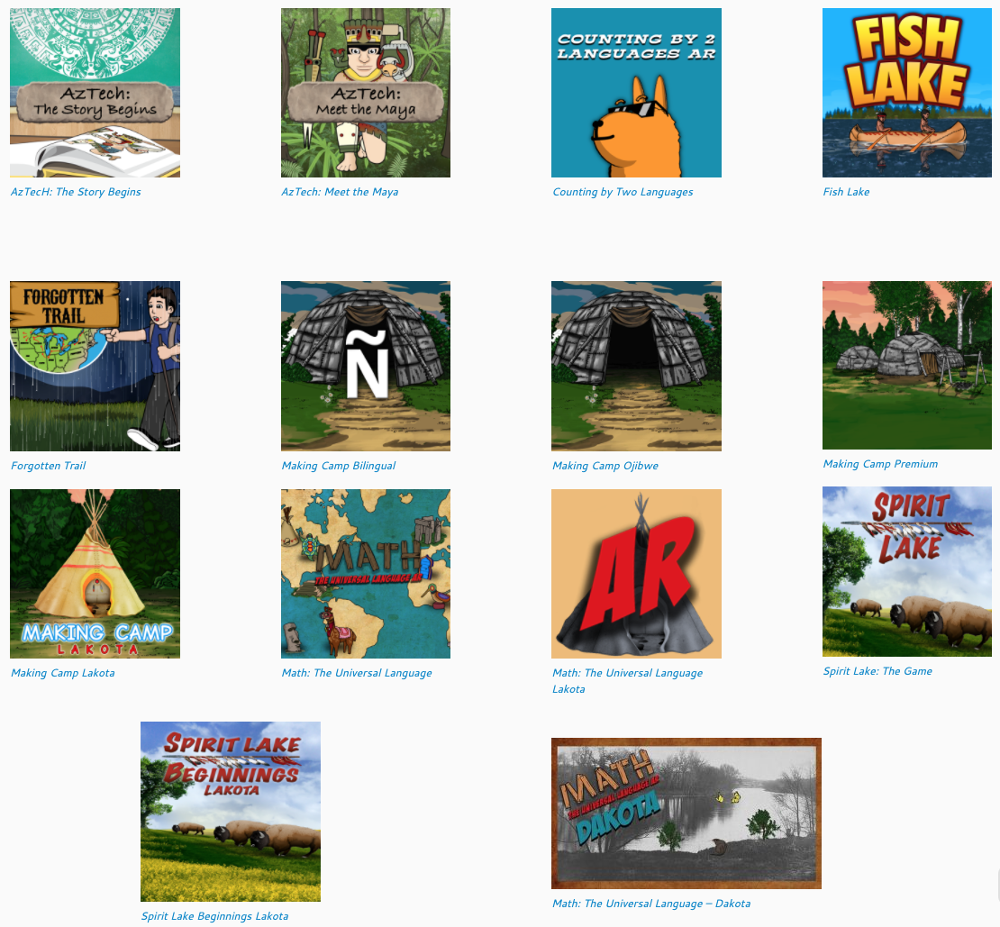 AzTech:
The Story Begins
AzTecH: The Story Begins
AzTech:
Meet the Maya
AzTech: Meet the Maya
COUNTING BY 2
LANGUAGES AR
Counting by Two Languages
FISH
LAKE
Fish Lake
FORGOTTEN
TRAIL
Forgotten Trail
Ñ
Making Camp Bilingual
Making Camp Ojibwe
Making Camp Premium
MAKING CAMP
LAKOTA
Making Camp Lakota
MATH
THE UNIVERSAL LANGUAGE AR
Math: The Universal Language
AR
Math: The Universal Language
Lakota
SPIRIT
LAKE
Spirit Lake: The Game
SPIRIT LAKE
BEGINNINGS
LAKOTA
Spirit Lake Beginnings Lakota
MATH
THE UNIVERSAL LANGUAGE AR
DAKOTA
Math: The Universal Language – Dakota